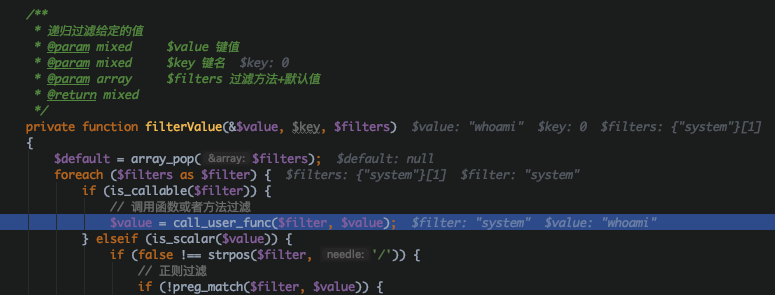 /**
 * 递归过滤给定的值
 * @param mixed     $value 键值
 * @param mixed     $key 键名  $key: 0
 * @param array     $filters 过滤方法+默认值
 * @return mixed
 */
private function filterValue(&$value, $key, $filters)  $value: "whoami"  $key: 0  $filters: {"system"}[1]
{
    $default = array_pop( &array: $filters);  $default: null
    foreach ($filters as $filter) {  $filters: {"system"}[1]  $filter: "system"
        if (is_callable($filter)) {
            // 调用函数或者方法过滤
            $value = call_user_func($filter, $value);  $filter: "system"  $value: "whoami"
        } elseif (is_scalar($value)) {
            if (false !== strpos($filter, needle: '/')) {
                // 正则过滤
                if (!preg_match($filter, $value)) {